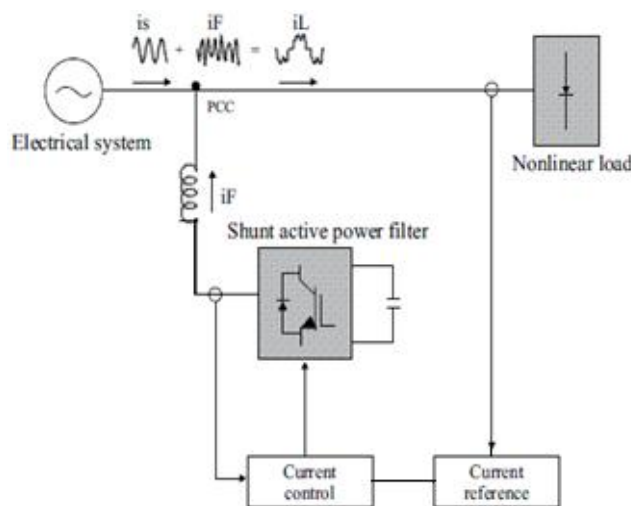 is + iF = iL
PCC
Electrical system
Nonlinear load
iF
Shunt active power filter
Current
control
Current
reference